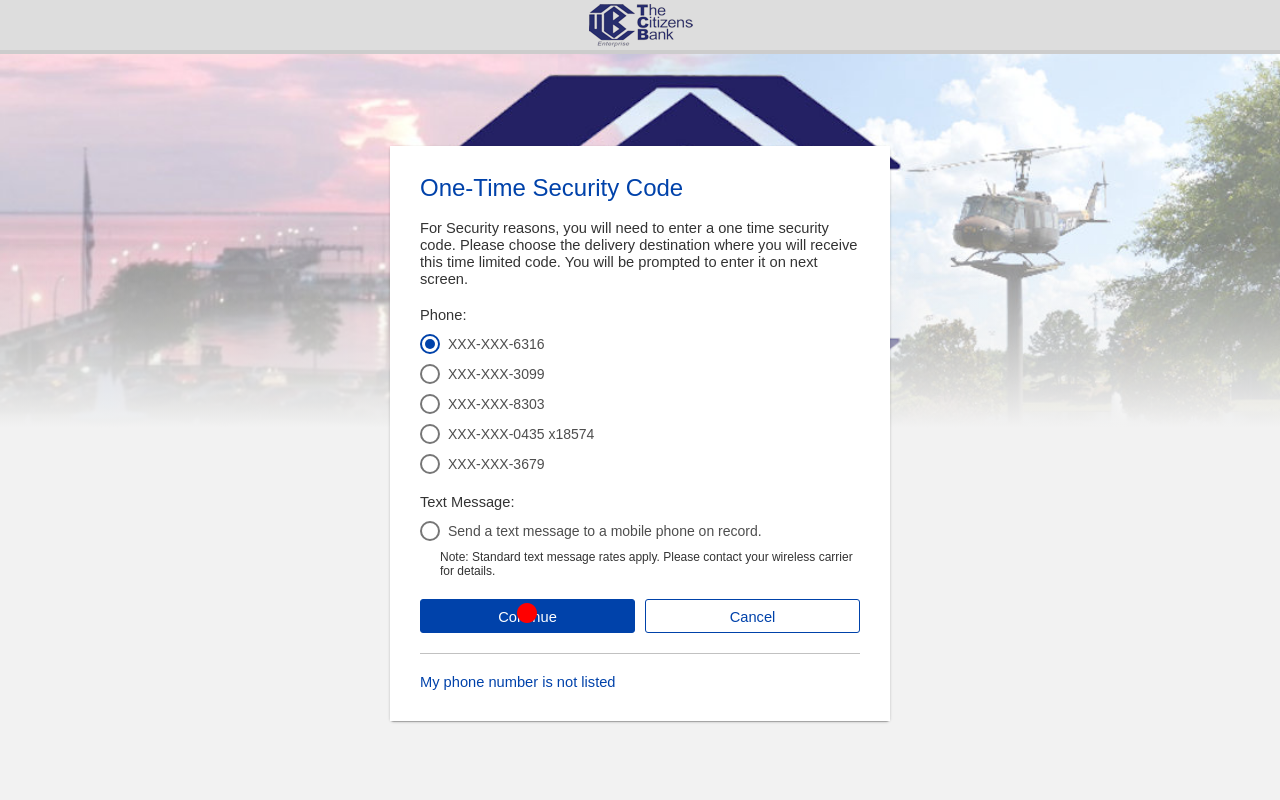 The
Citizens
Bank
Enterprise
One-Time Security Code
For Security reasons, you will need to enter a one time security
code. Please choose the delivery destination where you will receive
this time limited code. You will be prompted to enter it on next
screen.
Phone:
XXX-XXX-6316
XXX-XXX-3099
XXX-XXX-8303
XXX-XXX-0435 x18574
XXX-XXX-3679
Text Message:
Send a text message to a mobile phone on record.
Note: Standard text message rates apply. Please contact your wireless carrier
for details.
Cancel
My phone number is not listed